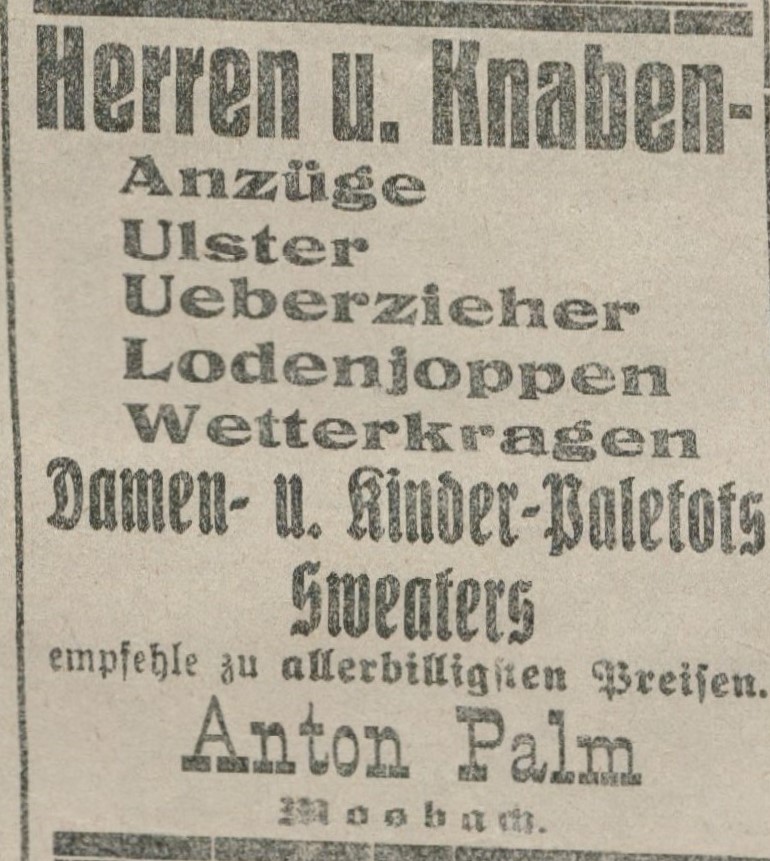 Herren u. Knaben-
Anzüge
Ulster
Ueberzieher
Lodenjoppen
Wetterkragen
Damen- u. Kinder-Paletots
Sweaters
empfehle zu allerbilligsten Preisen.
Anton Palm
Mosbach.